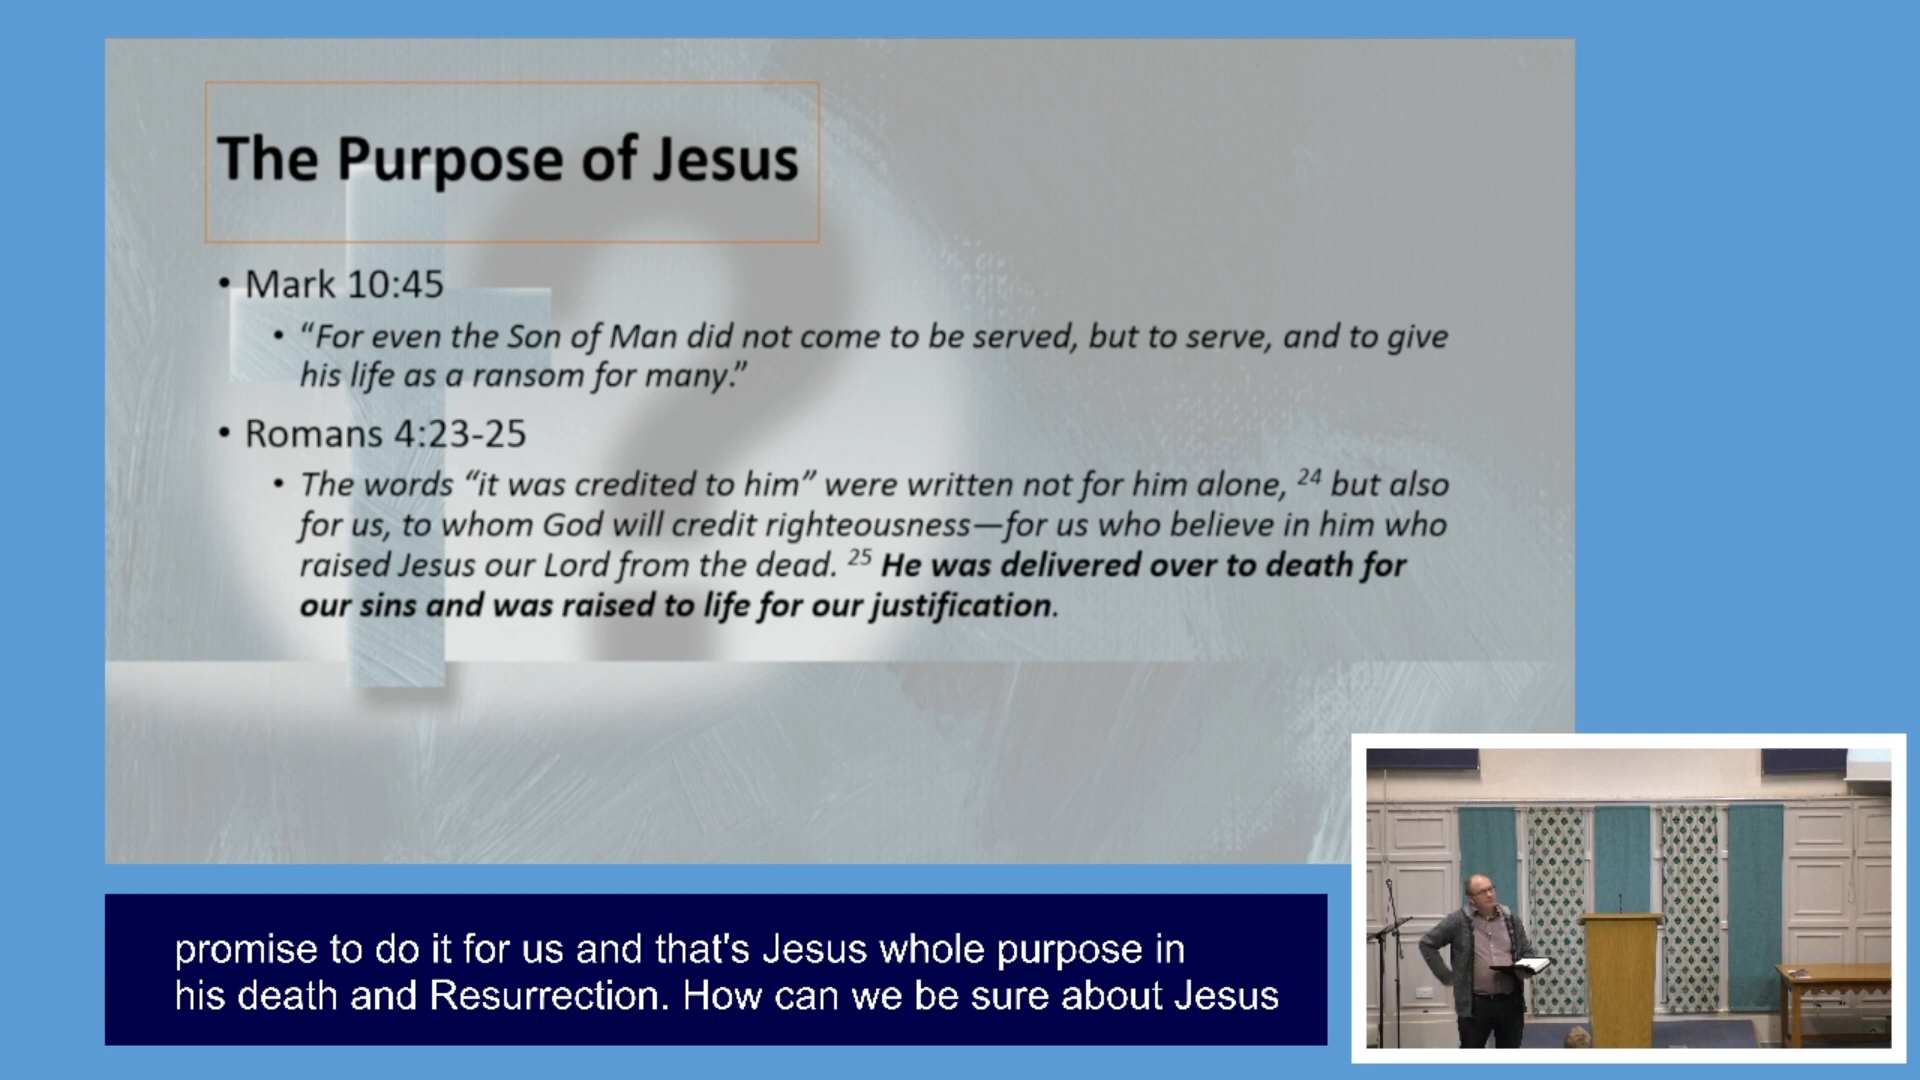 The Purpose of Jesus
• Mark 10:45
• “For even the Son of Man did not come to be served, but to serve, and to give
his life as a ransom for many.”
• Romans 4:23-25
• The words “it was credited to him” were written not for him alone, 24 but also
for us, to whom God will credit righteousness—for us who believe in him who
raised Jesus our Lord from the dead. 25 He was delivered over to death for
our sins and was raised to life for our justification.
promise to do it for us and that's Jesus whole purpose in
his death and Resurrection. How can we be sure about Jesus